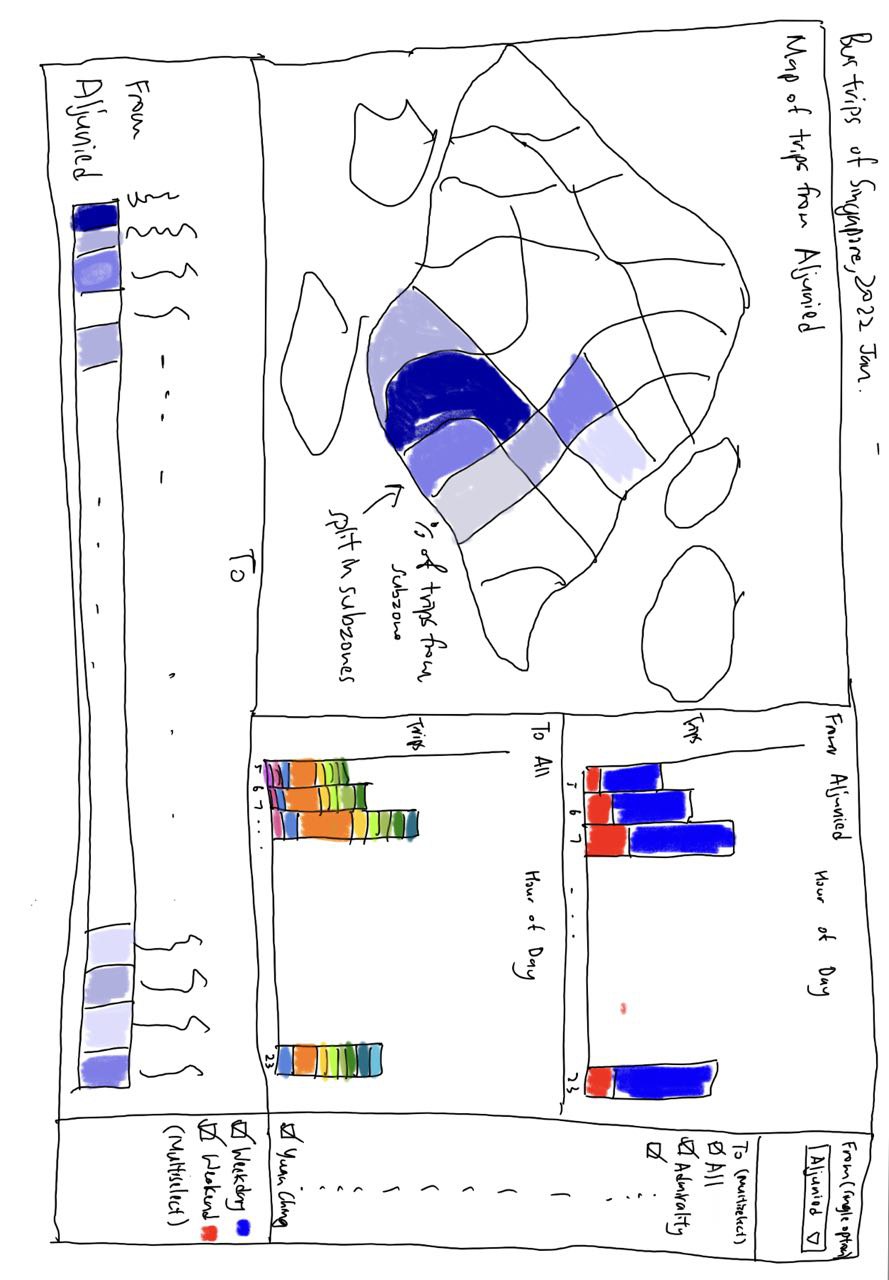 Bus trips of Singapore, 2022 Jan.
Map of trips from Aljunied
% of trips from
subzone
split in subzones
From Aljunied
Hour of Day
Trips
5 6 7 - . . . 23
To All
Hour of Day
Trips
5 6 7 . . . 23
From (single option)
Aljunied
To (Multiselect)
All
Admirality
Yuan Ching
Weekday
Weekend
(Multiselect)
To
From
Aljunied